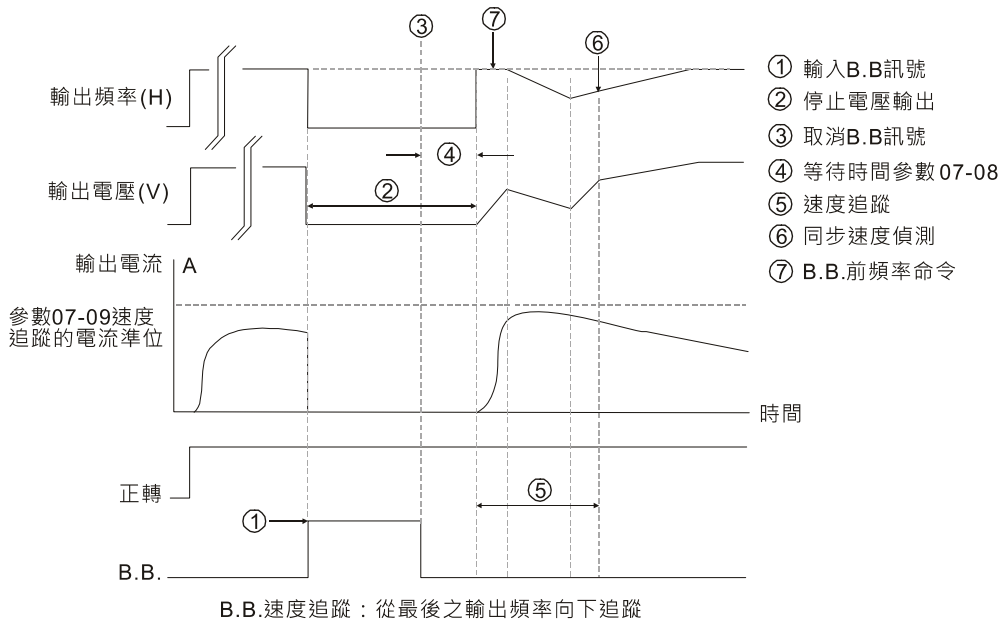 ③
⑦
⑥
輸出頻率(H)
④
輸出電壓(V)
②
① 輸入B.B訊號
② 停止電壓輸出
③ 取消B.B訊號
④ 等待時間參數07-08
⑤ 速度追蹤
⑥ 同步速度偵測
⑦ B.B.前頻率命令
輸出電流 A
參數07-09速度
追蹤的電流準位
時間
正轉
⑤
①
B.B.
B.B.速度追蹤：從最後之輸出頻率向下追蹤